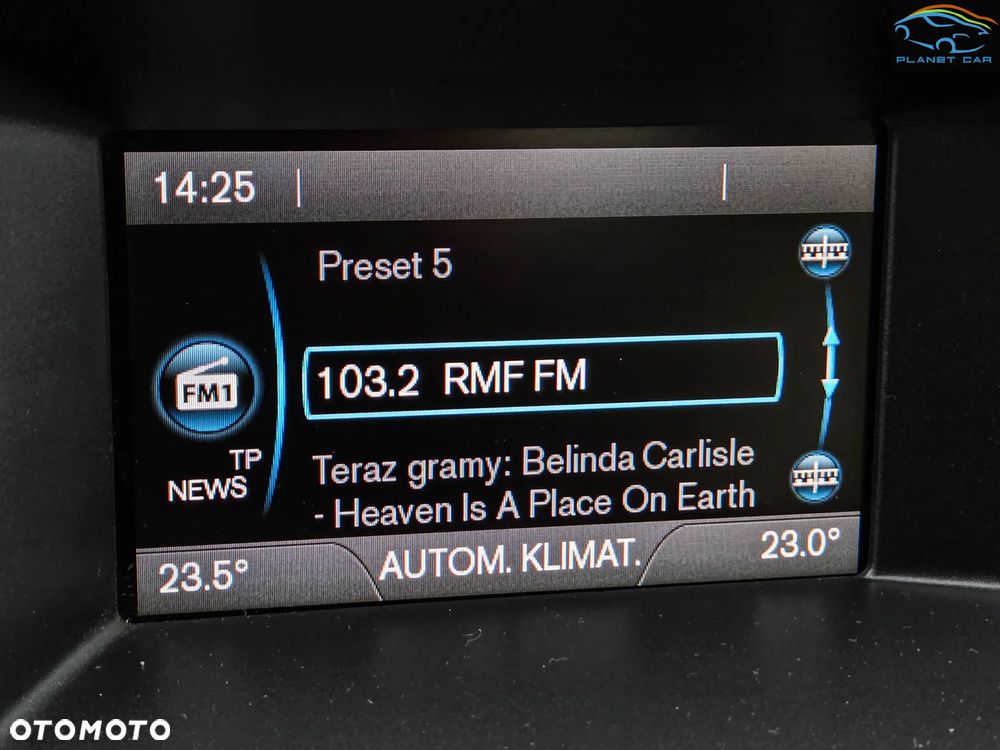 PLANET CAR
14:25
Preset 5
103.2 RMF FM
FM1
TP
NEWS
Teraz gramy: Belinda Carlisle
- Heaven Is A Place On Earth
23.5° AUTOM. KLIMAT. 23.0°
OTOMOTO